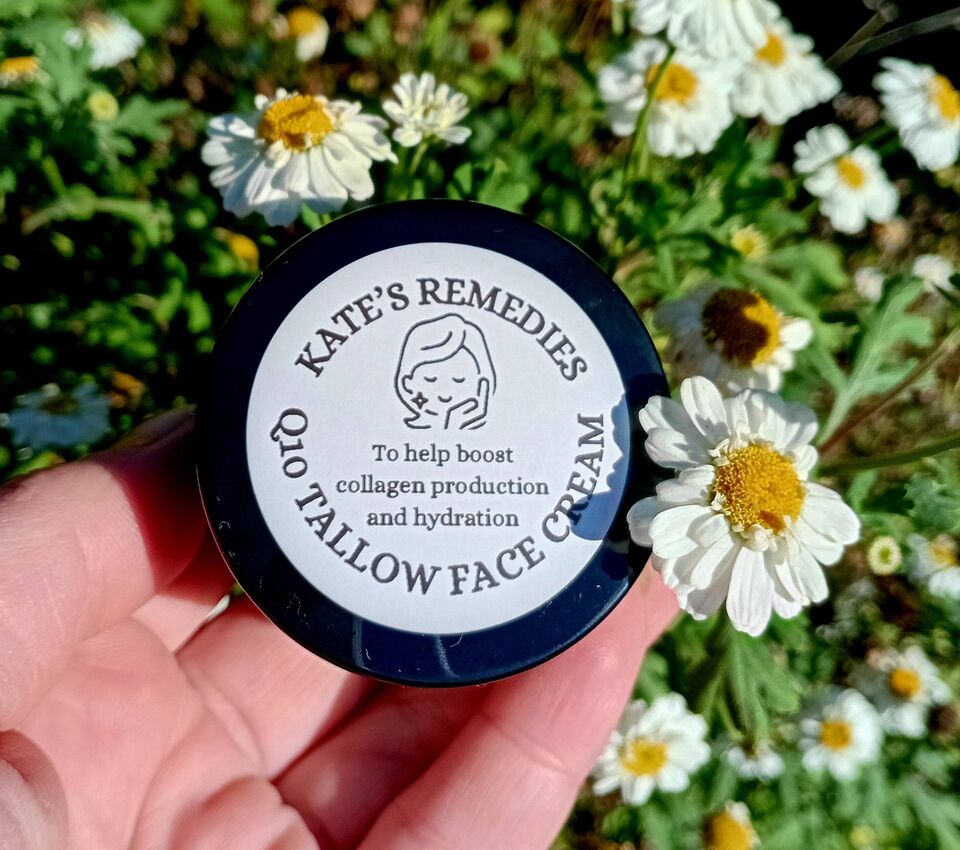 KATE'S REMEDIES
To help boost
collagen production
and hydration
Q10 TALLOW FACE CREAM